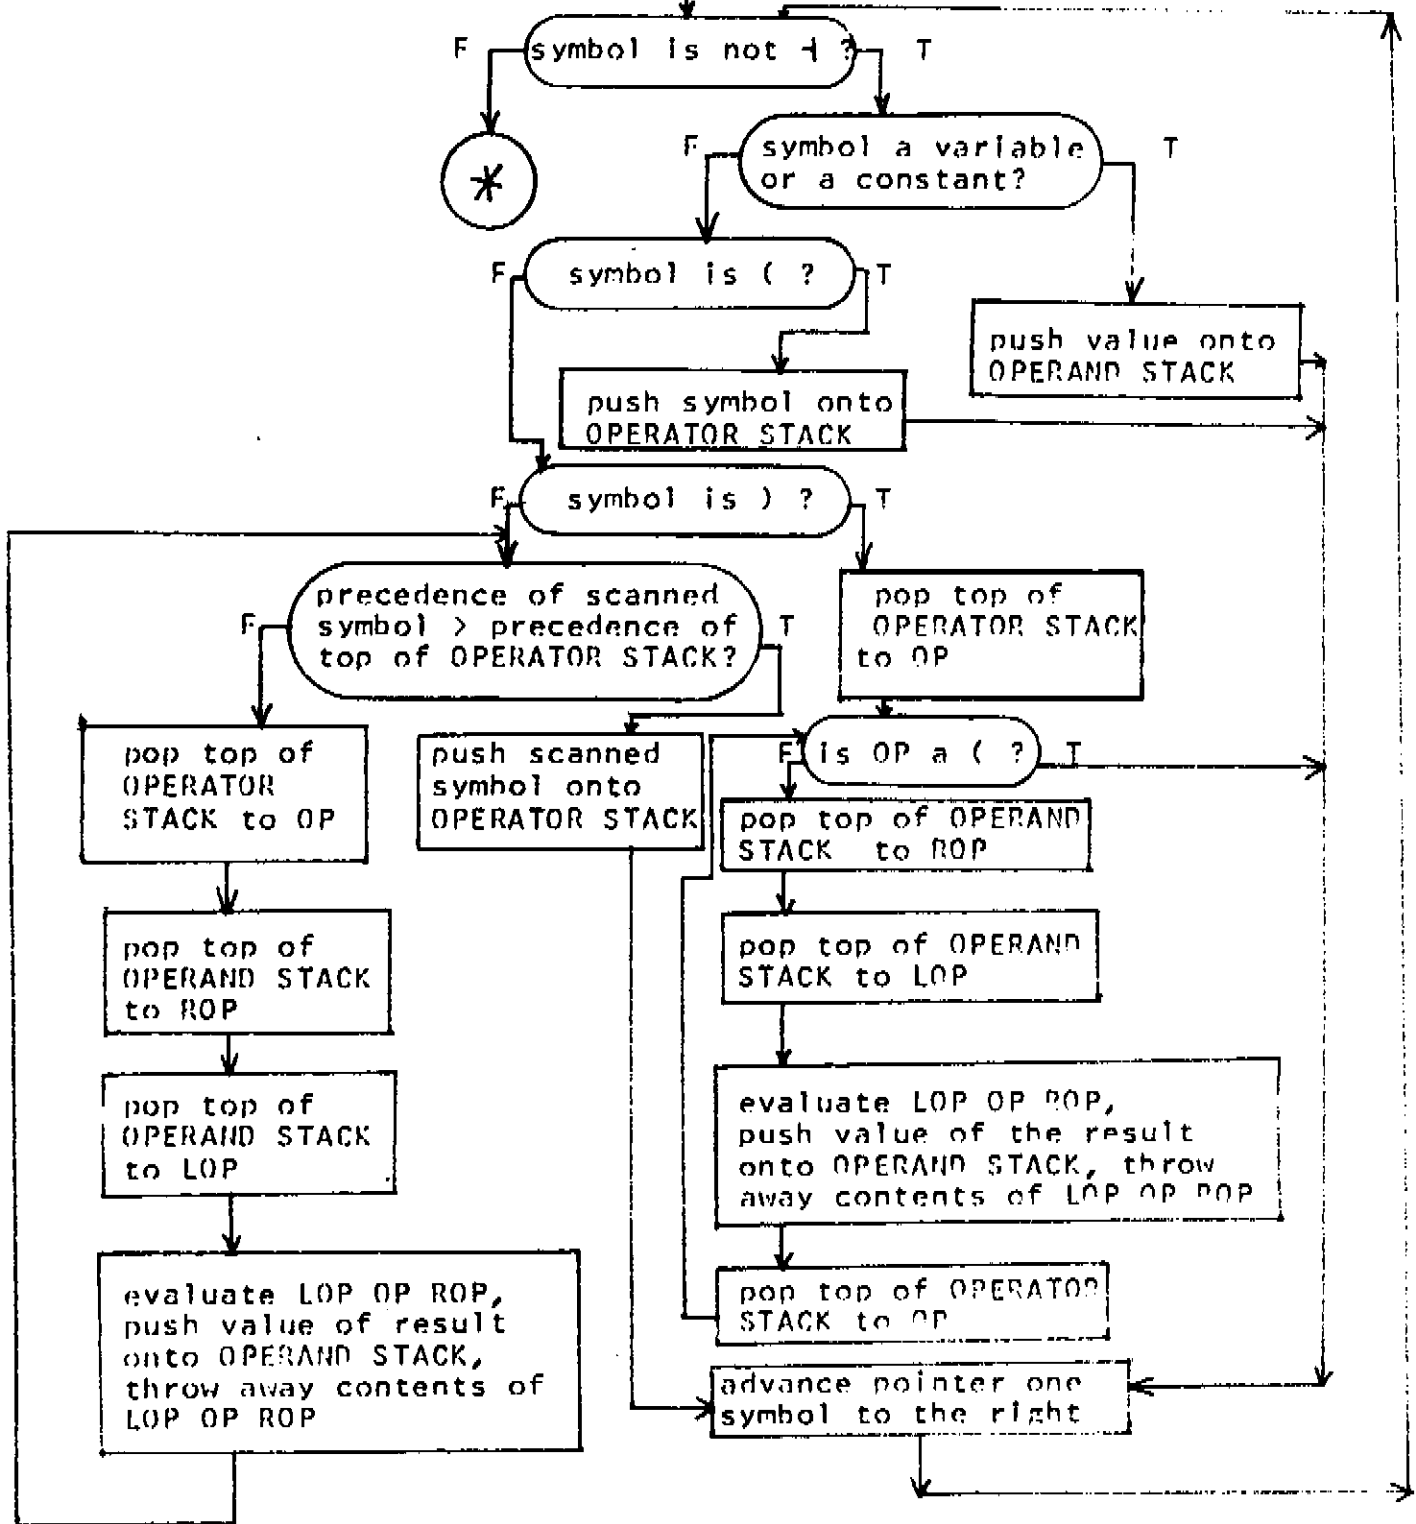 F symbol is not ⊣ ? T
*
F symbol a variable T
or a constant?
F symbol is ( ? T
push value onto
OPERAND STACK
push symbol onto
OPERATOR STACK
F symbol is ) ? T
precedence of scanned
F symbol > precedence of T
top of OPERATOR STACK?
pop top of
OPERATOR STACK
to OP
pop top of
OPERATOR
STACK to OP
push scanned
symbol onto
OPERATOR STACK
F is OP a ( ? T
pop top of OPERAND
STACK to ROP
pop top of
OPERAND STACK
to ROP
pop top of OPERAND
STACK to LOP
pop top of
OPERAND STACK
to LOP
evaluate LOP OP ROP,
push value of the result
onto OPERAND STACK, throw
away contents of LOP OP ROP
evaluate LOP OP ROP,
push value of result
onto OPERAND STACK,
throw away contents of
LOP OP ROP
pop top of OPERATOR
STACK to OP
advance pointer one
symbol to the right